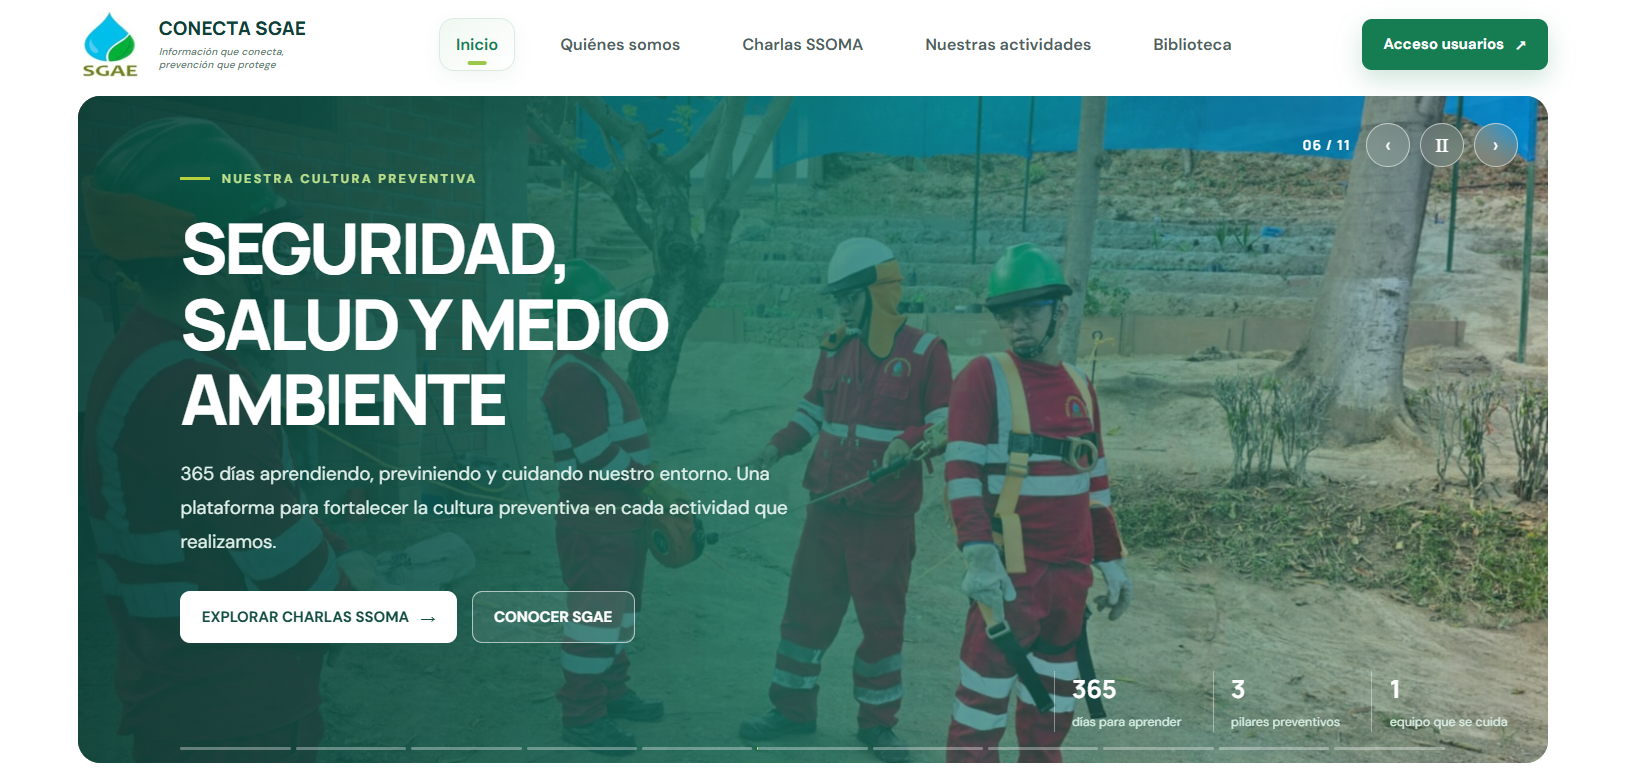 SGAE
CONECTA SGAE
Información que conecta,
prevención que protege
Inicio
Quiénes somos
Charlas SSOMA
Nuestras actividades
Biblioteca
Acceso usuarios ↗
06 / 11
NUESTRA CULTURA PREVENTIVA
SEGURIDAD,
SALUD Y MEDIO
AMBIENTE
365 días aprendiendo, previniendo y cuidando nuestro entorno. Una
plataforma para fortalecer la cultura preventiva en cada actividad que
realizamos.
EXPLORAR CHARLAS SSOMA →
CONOCER SGAE
365
días para aprender
3
pilares preventivos
1
equipo que se cuida